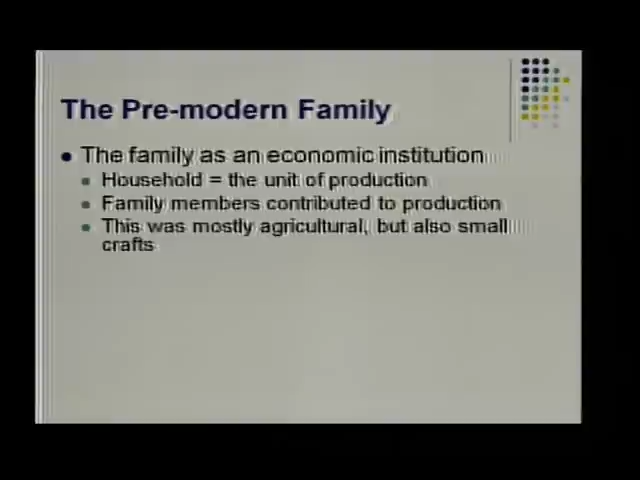 The Pre-modern Family
The family as an economic institution
Household = the unit of production
Family members contributed to production
This was mostly agricultural, but also small
crafts